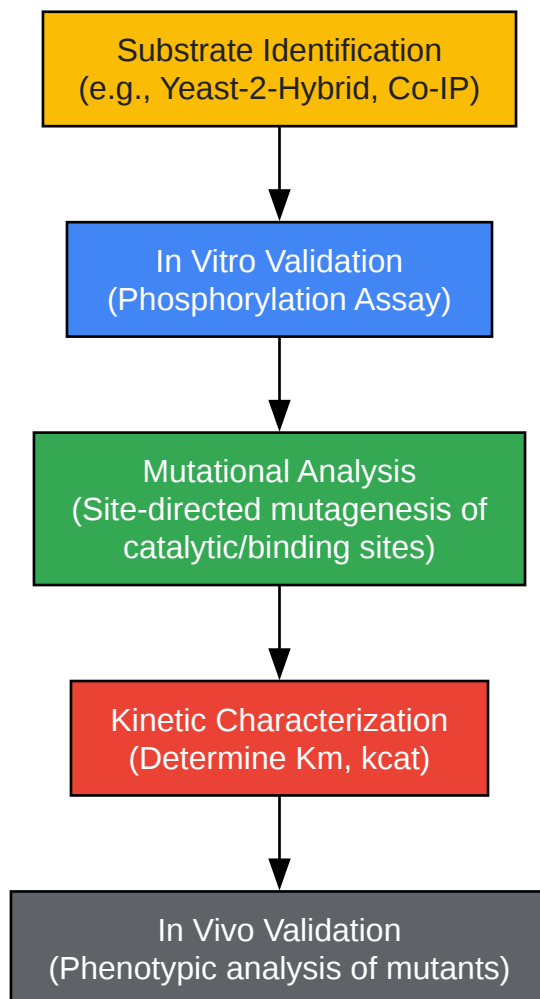 Substrate Identification
(e.g., Yeast-2-Hybrid, Co-IP)
In Vitro Validation
(Phosphorylation Assay)
Mutational Analysis
(Site-directed mutagenesis of
catalytic/binding sites)
Kinetic Characterization
(Determine Km, kcat)
In Vivo Validation
(Phenotypic analysis of mutants)